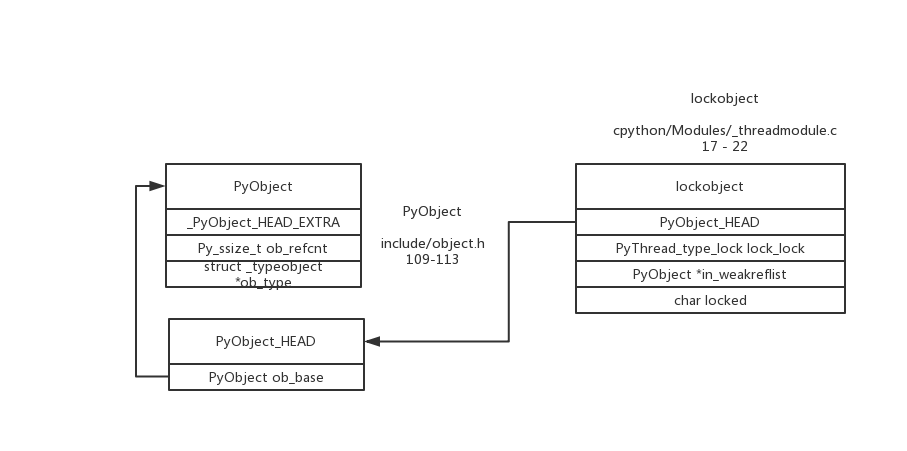 lockobject
cpython/Modules/_threadmodule.c
17 - 22
PyObject
_PyObject_HEAD_EXTRA
Py_ssize_t ob_refcnt
struct _typeobject
*ob_type
PyObject
include/object.h
109-113
lockobject
PyObject_HEAD
PyThread_type_lock lock_lock
PyObject *in_weakreflist
char locked
PyObject_HEAD
PyObject ob_base